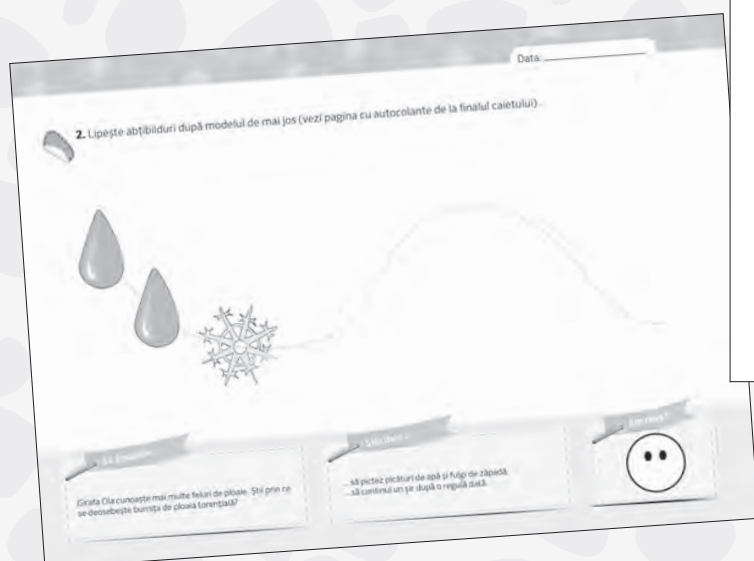 Data:
2. Lipește abțibilduri după modelul de mai jos (vezi pagina cu autocolante de la finalul caietului).
Girafa Ola cunoaște mai multe feluri de ploaie. Știi prin ce
se deosebește burnița de ploaia torențială?
... să pictez picături de apă și fulgi de zăpadă.
... să continui un șir după o regulă dată.